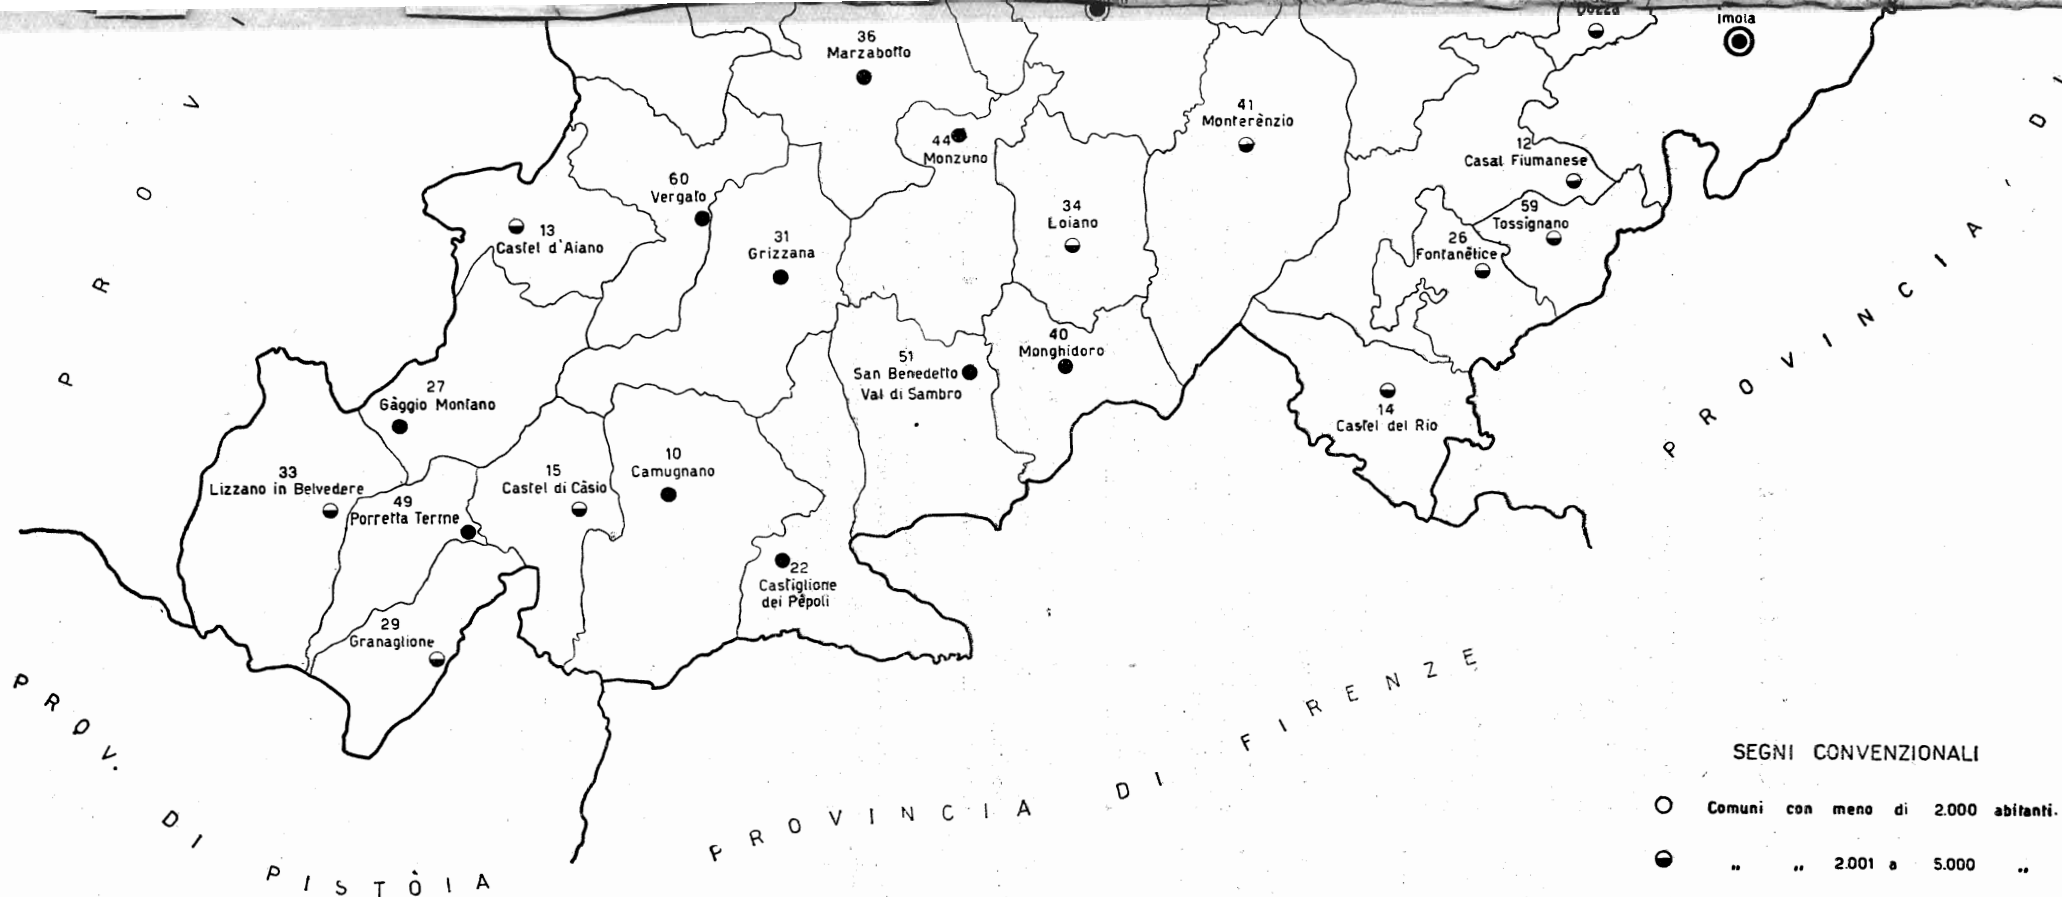 Imola
36
Marzabotto
41
Monterènzio
44
Monzuno
12
Casal Fiumanese
60
Vergato
34
Loiano
59
Tossignano
13
Castel d'Aiano
31
Grizzana
26
Fontanélice
40
Monghidoro
51
San Benedetto
Val di Sambro
27
Gàggio Montano
14
Castel del Rio
33
Lizzano in Belvedere
49
Porretta Terme
15
Castel di Càsio
10
Camugnano
22
Castiglione
dei Pèpoli
29
Granaglione
PROV
PROV. DI PISTÒIA
PROVINCIA DI FIRENZE
PROVINCIA DI
SEGNI CONVENZIONALI
Comuni con meno di 2.000 abitanti.
„ „ 2.001 a 5.000 „